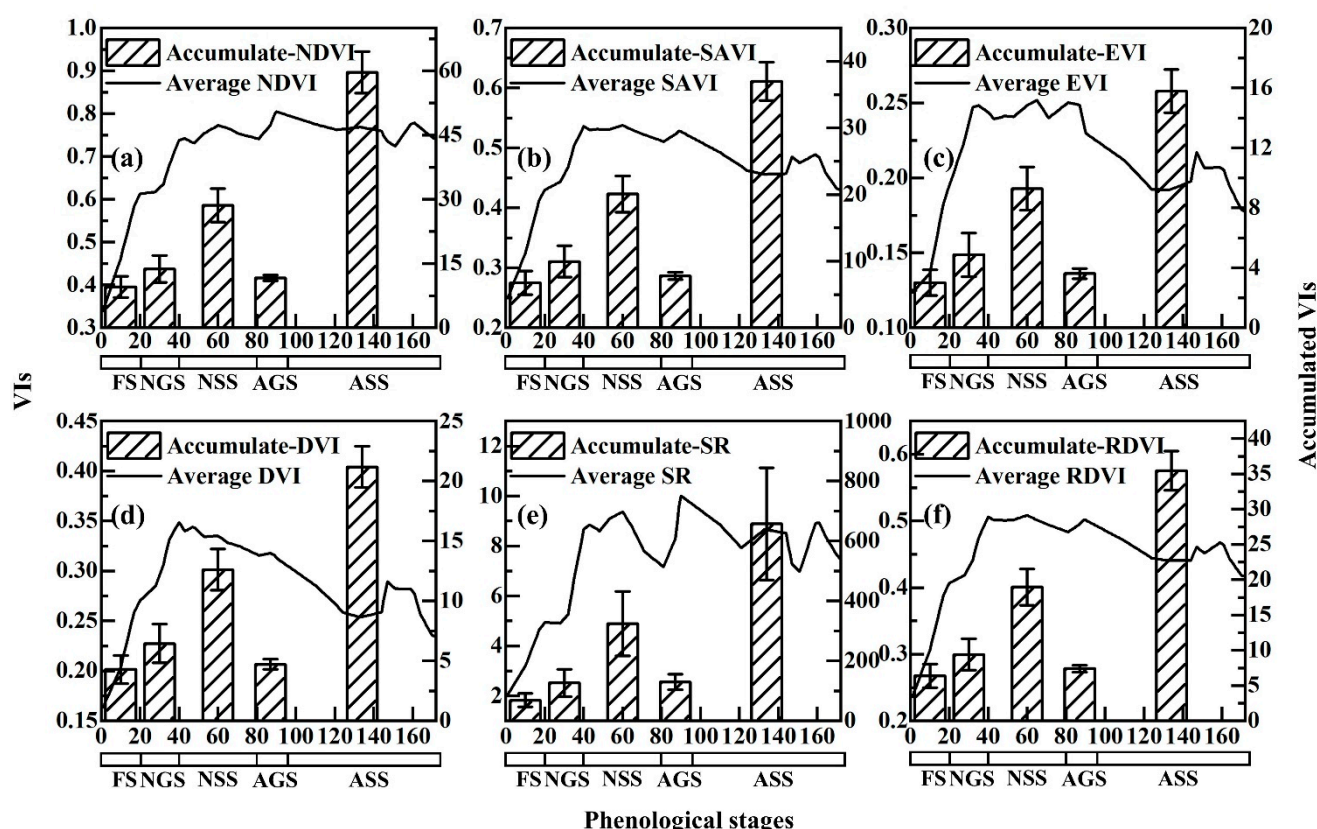 VIs
Accumulated VIs
Accumulate-NDVI
Average NDVI
(a)
1.0
0.9
0.8
0.7
0.6
0.5
0.4
0.3
60
45
30
15
0
0 20 40 60 80 100 120 140 160
FS NGS NSS AGS ASS
Accumulate-SAVI
Average SAVI
(b)
0.7
0.6
0.5
0.4
0.3
0.2
40
30
20
10
0
0 20 40 60 80 100 120 140 160
FS NGS NSS AGS ASS
Accumulate-EVI
Average EVI
(c)
0.30
0.25
0.20
0.15
0.10
20
16
12
8
4
0
0 20 40 60 80 100 120 140 160
FS NGS NSS AGS ASS
Accumulate-DVI
Average DVI
(d)
0.45
0.40
0.35
0.30
0.25
0.20
0.15
25
20
15
10
5
0
0 20 40 60 80 100 120 140 160
FS NGS NSS AGS ASS
Accumulate-SR
Average SR
(e)
12
10
8
6
4
2
1000
800
600
400
200
0
0 20 40 60 80 100 120 140 160
FS NGS NSS AGS ASS
Accumulate-RDVI
Average RDVI
(f)
0.6
0.5
0.4
0.3
0.2
40
35
30
25
20
15
10
5
0
0 20 40 60 80 100 120 140 160
FS NGS NSS AGS ASS
Phenological stages